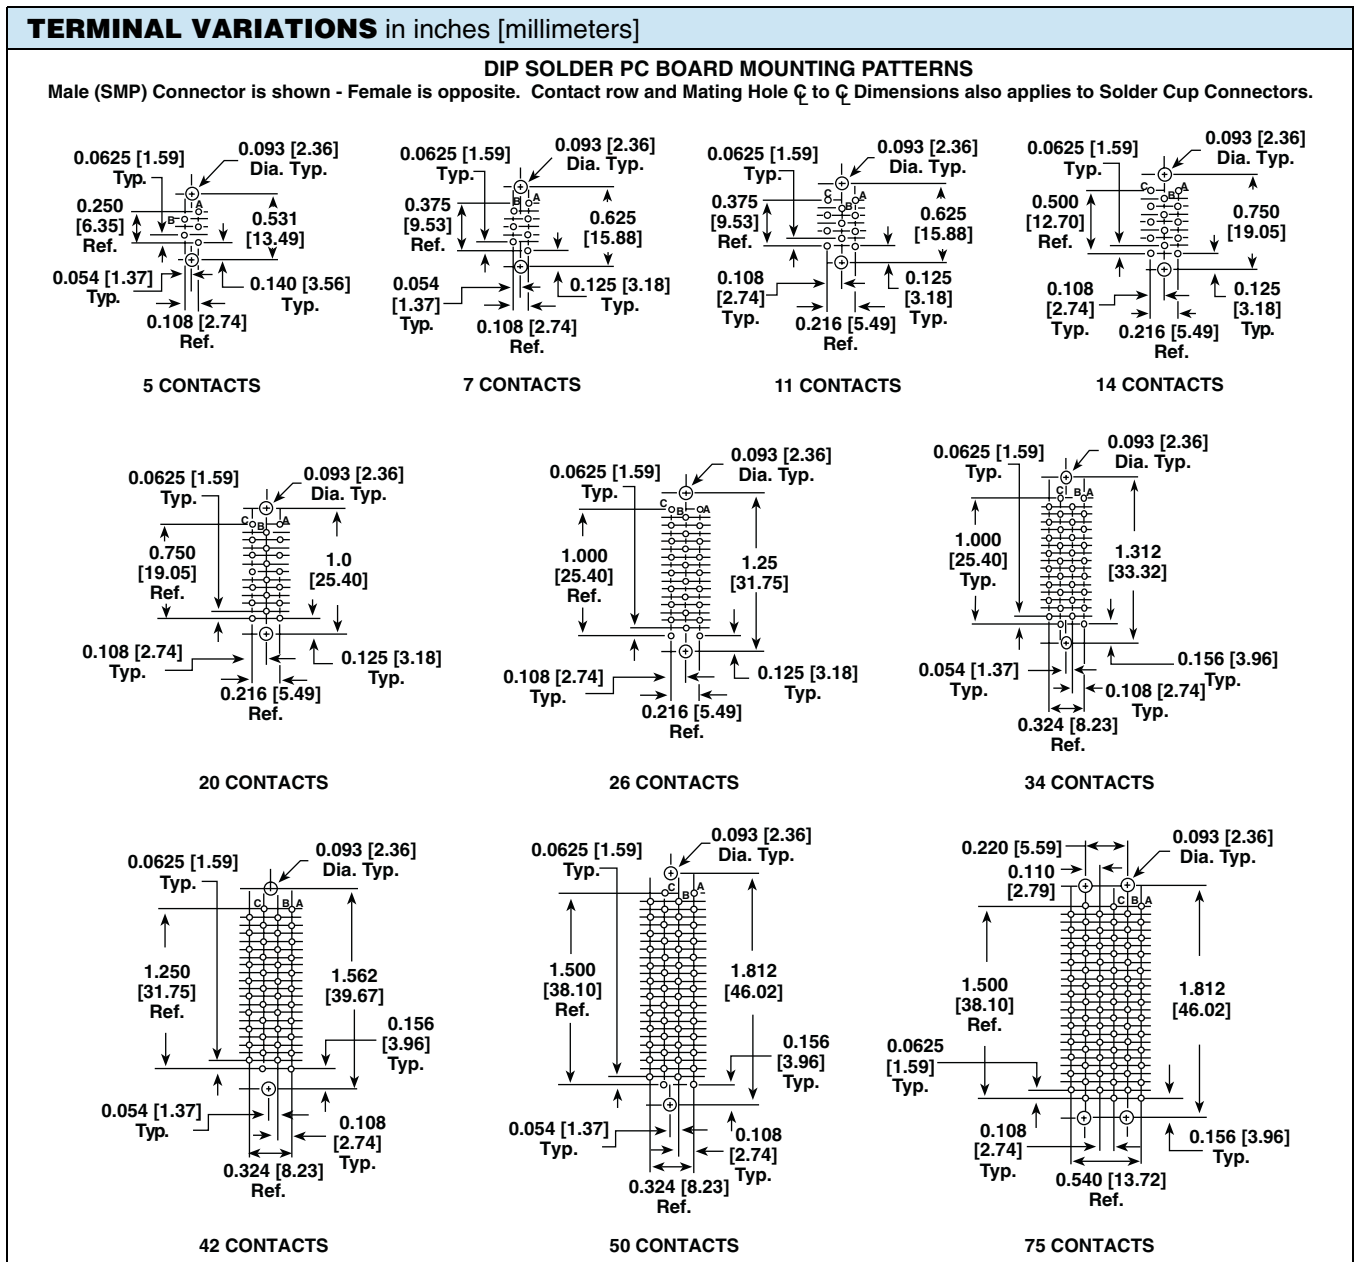 TERMINAL VARIATIONS in inches [millimeters]
DIP SOLDER PC BOARD MOUNTING PATTERNS
Male (SMP) Connector is shown - Female is opposite. Contact row and Mating Hole ℄ to ℄ Dimensions also applies to Solder Cup Connectors.
0.0625 [1.59]
Typ.
0.093 [2.36]
Dia. Typ.
A
B
0.250
[6.35]
Ref.
0.531
[13.49]
0.054 [1.37]
Typ.
0.140 [3.56]
Typ.
0.108 [2.74]
Ref.
5 CONTACTS
0.0625 [1.59]
Typ.
0.093 [2.36]
Dia. Typ.
B
A
0.375
[9.53]
Ref.
0.625
[15.88]
0.054
[1.37]
Typ.
0.125 [3.18]
Typ.
0.108 [2.74]
Ref.
7 CONTACTS
0.0625 [1.59]
Typ.
0.093 [2.36]
Dia. Typ.
C
B
A
0.375
[9.53]
Ref.
0.625
[15.88]
0.108
[2.74]
Typ.
0.125
[3.18]
Typ.
0.216 [5.49]
Ref.
11 CONTACTS
0.0625 [1.59]
Typ.
0.093 [2.36]
Dia. Typ.
C
B
A
0.500
[12.70]
Ref.
0.750
[19.05]
0.108
[2.74]
Typ.
0.125
[3.18]
Typ.
0.216 [5.49]
Ref.
14 CONTACTS
0.0625 [1.59]
Typ.
0.093 [2.36]
Dia. Typ.
C
B
A
0.750
[19.05]
Ref.
1.0
[25.40]
0.108 [2.74]
Typ.
0.125 [3.18]
Typ.
0.216 [5.49]
Ref.
20 CONTACTS
0.0625 [1.59]
Typ.
0.093 [2.36]
Dia. Typ.
C
B
A
1.000
[25.40]
Ref.
1.25
[31.75]
0.108 [2.74]
Typ.
0.125 [3.18]
Typ.
0.216 [5.49]
Ref.
26 CONTACTS
0.0625 [1.59]
Typ.
0.093 [2.36]
Dia. Typ.
C
B
A
1.000
[25.40]
Typ.
1.312
[33.32]
0.054 [1.37]
Typ.
0.156 [3.96]
Typ.
0.108 [2.74]
Typ.
0.324 [8.23]
Ref.
34 CONTACTS
0.0625 [1.59]
Typ.
0.093 [2.36]
Dia. Typ.
C
B
A
1.250
[31.75]
Ref.
1.562
[39.67]
0.156
[3.96]
Typ.
0.054 [1.37]
Typ.
0.108
[2.74]
Typ.
0.324 [8.23]
Ref.
42 CONTACTS
0.0625 [1.59]
Typ.
0.093 [2.36]
Dia. Typ.
C
B
A
1.500
[38.10]
Ref.
1.812
[46.02]
0.156
[3.96]
Typ.
0.054 [1.37]
Typ.
0.108
[2.74]
Typ.
0.324 [8.23]
Ref.
50 CONTACTS
0.220 [5.59]
0.110
[2.79]
0.093 [2.36]
Dia. Typ.
C
B
A
1.500
[38.10]
Ref.
1.812
[46.02]
0.0625
[1.59]
Typ.
0.108
[2.74]
Typ.
0.156 [3.96]
Typ.
0.540 [13.72]
Ref.
75 CONTACTS